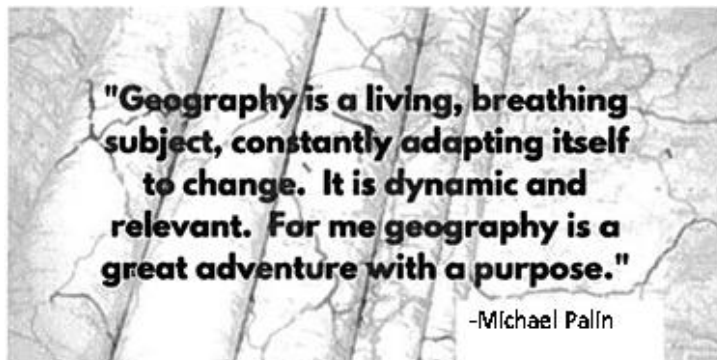 "Geography is a living, breathing
subject, constantly adapting itself
to change.  It is dynamic and
relevant.  For me geography is a
great adventure with a purpose."
-Michael Palin